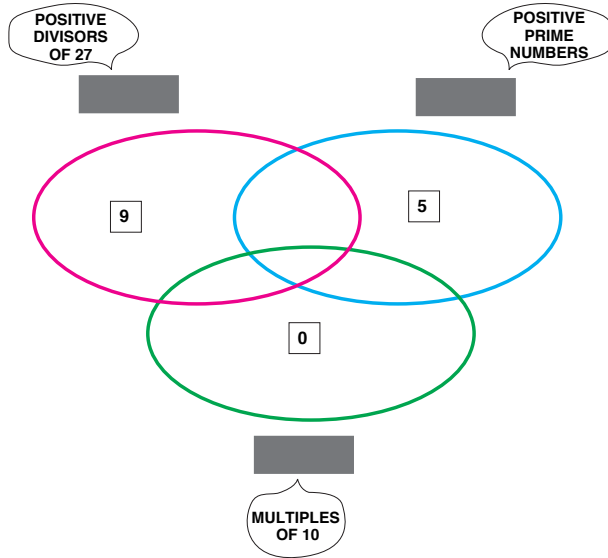 POSITIVE
DIVISORS
OF 27
POSITIVE
PRIME
NUMBERS
9
5
0
MULTIPLES
OF 10